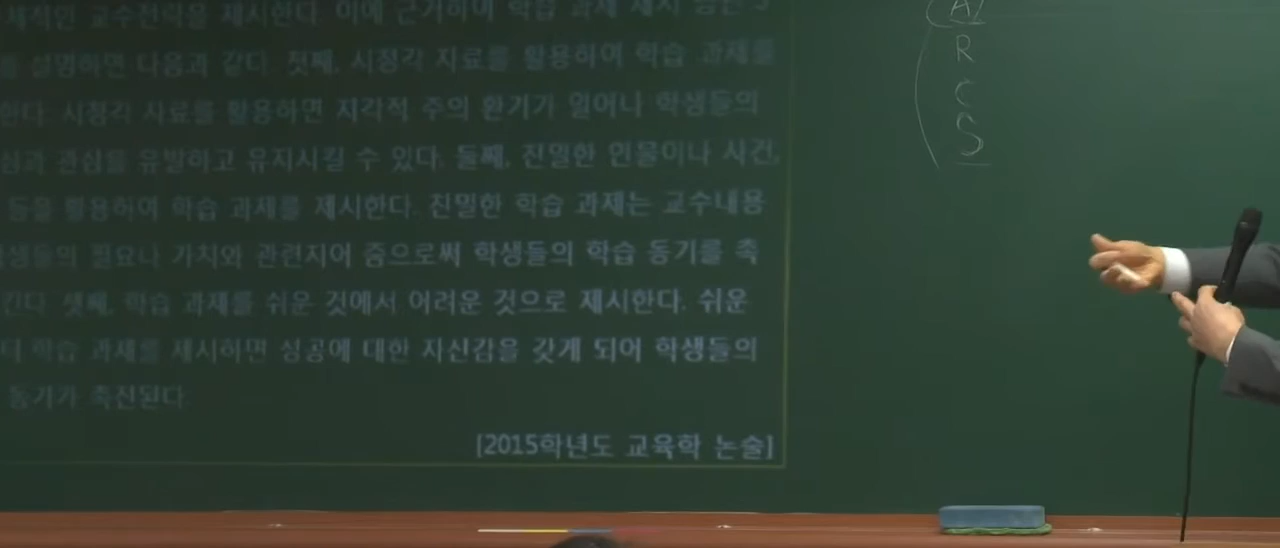 체적인 교수전략을 제시한다. 이에 근거하여 학습 과제 제시
를 설명하면 다음과 같다. 첫째, 시청각 자료를 활용하여 학습 과제를
한다. 시청각 자료를 활용하면 지각적 주의 환기가 일어나 학생들의
심과 관심을 유발하고 유지시킬 수 있다. 둘째, 친밀한 인물이나 사건,
등을 활용하여 학습 과제를 제시한다. 친밀한 학습 과제는 교수내용
학생들의 필요나 가치와 관련지어 줌으로써 학생들의 학습 동기를 촉
킨다. 셋째, 학습 과제를 쉬운 것에서 어려운 것으로 제시한다. 쉬운
터 학습 과제를 제시하면 성공에 대한 자신감을 갖게 되어 학생들의
동기가 촉진된다.
[2015학년도 교육학 논술]
A
R
C
S